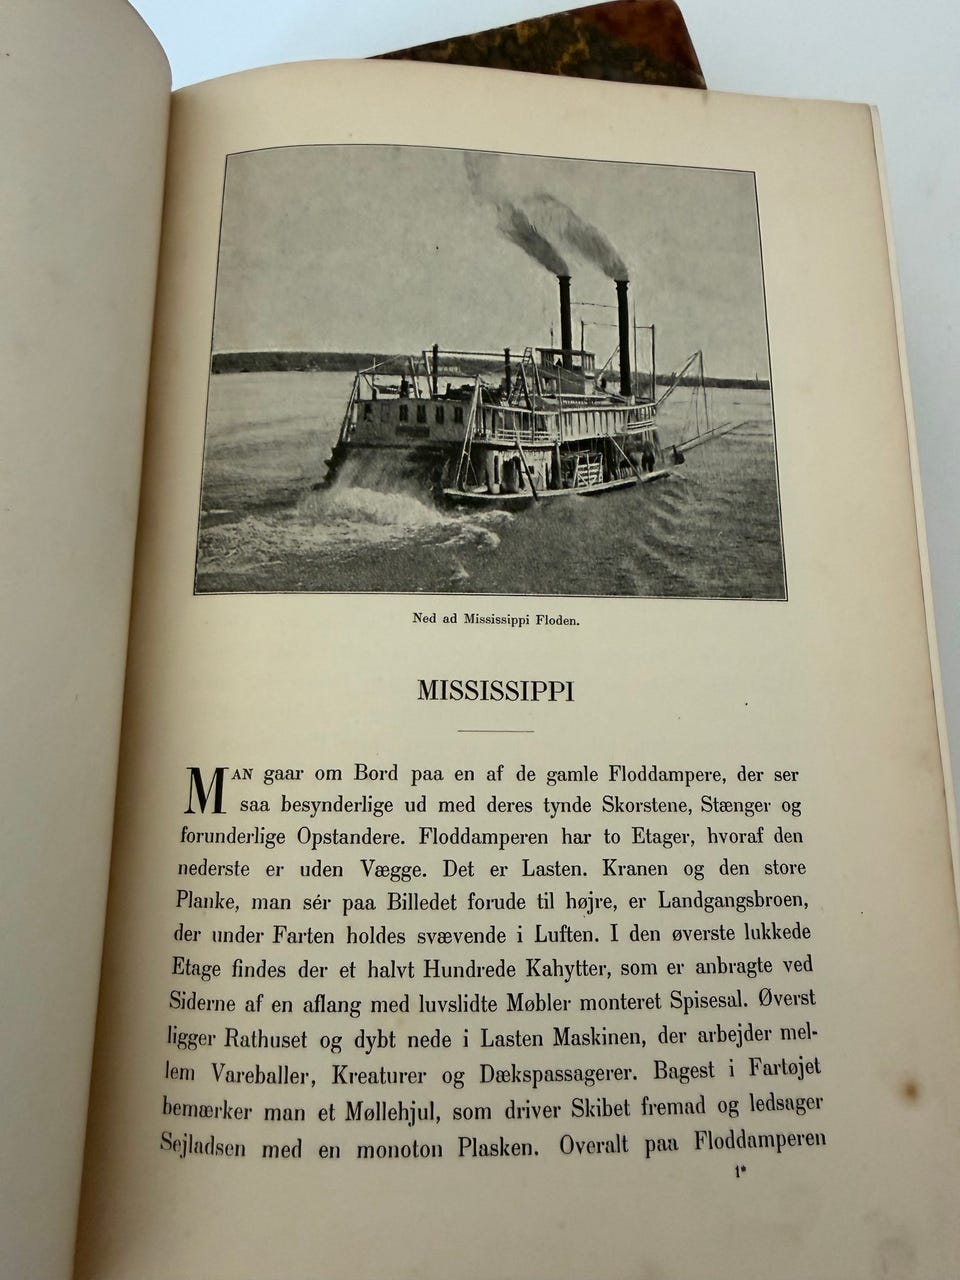 Ned ad Mississippi Floden.
MISSISSIPPI
MAN gaar om Bord paa en af de gamle Floddampere, der ser
saa besynderlige ud med deres tynde Skorstene, Stænger og
forunderlige Opstandere. Floddamperen har to Etager, hvoraf den
nederste er uden Vægge. Det er Lasten. Kranen og den store
Planke, man sér paa Billedet forude til højre, er Landgangsbroen,
der under Farten holdes svævende i Luften. I den øverste lukkede
Etage findes der et halvt Hundrede Kahytter, som er anbragte ved
Siderne af en aflang med luvslidte Møbler monteret Spisesal. Øverst
ligger Rathuset og dybt nede i Lasten Maskinen, der arbejder mel-
lem Vareballer, Kreaturer og Dækspassagerer. Bagest i Fartøjet
bemærker man et Møllehjul, som driver Skibet fremad og ledsager
Sejladsen med en monoton Plasken. Overalt paa Floddamperen
1*